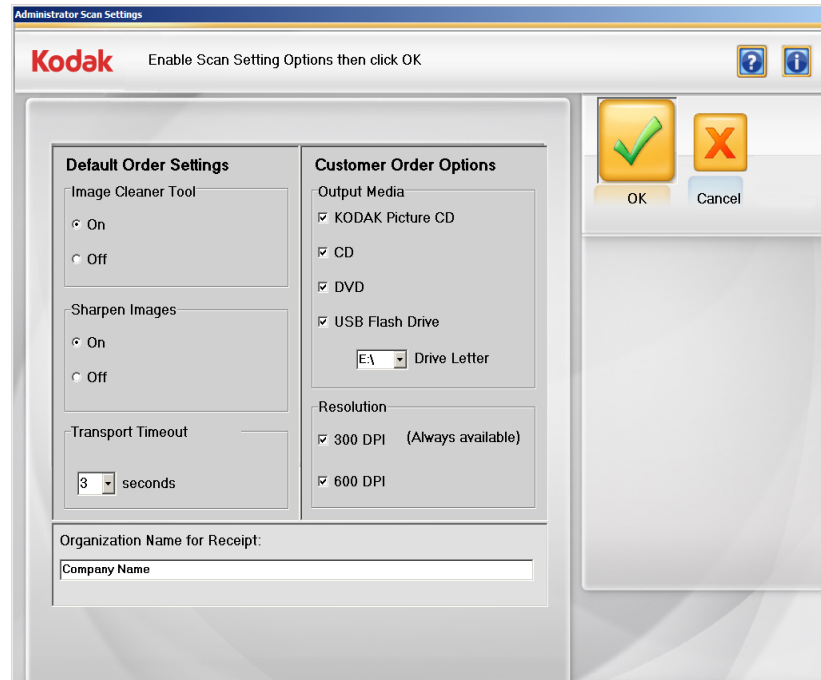 Administrator Scan Settings
Kodak
Enable Scan Setting Options then click OK
?
i
OK
Cancel
Default Order Settings
Image Cleaner Tool
On
Off
Sharpen Images
On
Off
Transport Timeout
3 seconds
Customer Order Options
Output Media
KODAK Picture CD
CD
DVD
USB Flash Drive
E:\ Drive Letter
Resolution
300 DPI (Always available)
600 DPI
Organization Name for Receipt:
Company Name